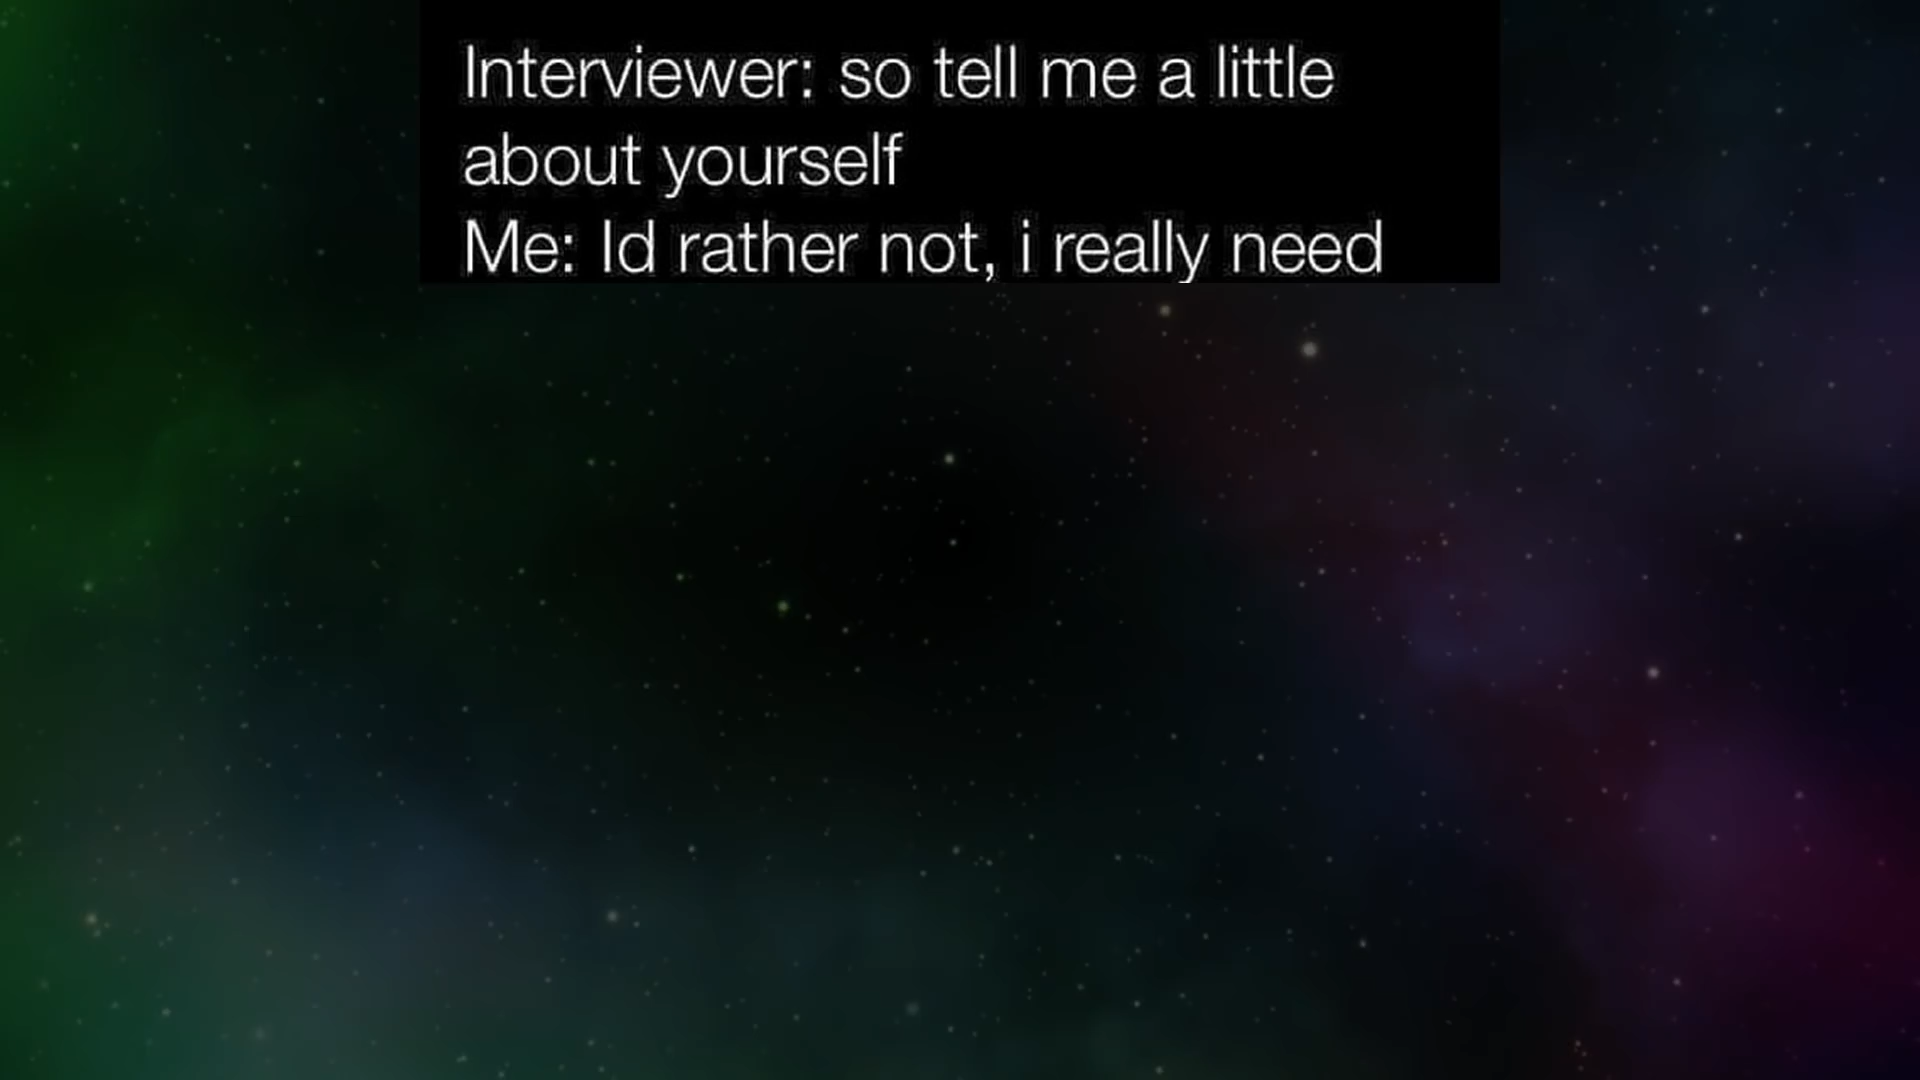 Interviewer: so tell me a little
about yourself
Me: Id rather not, i really need